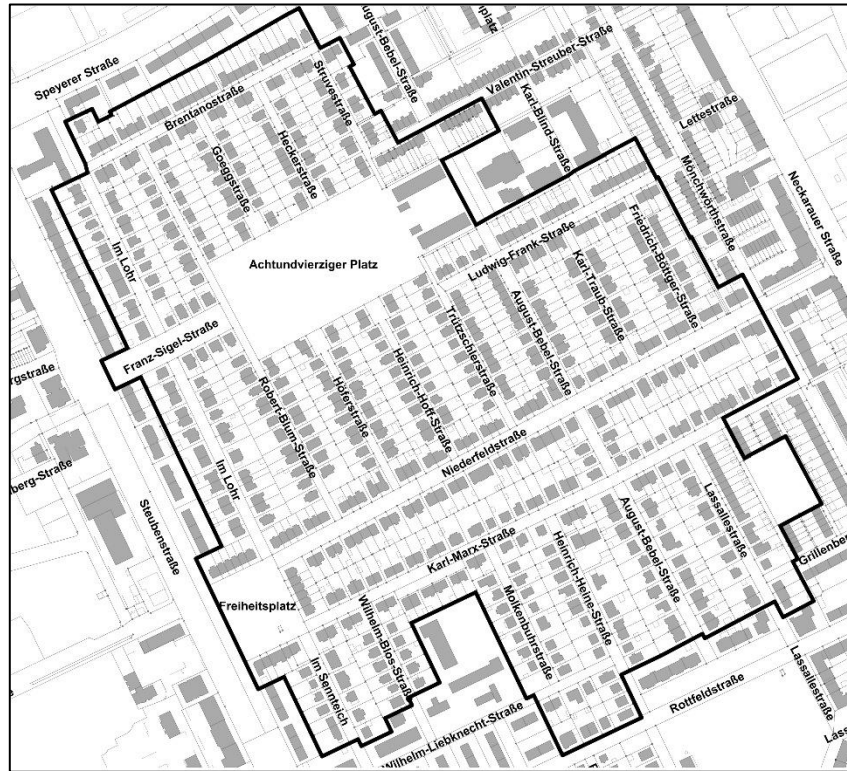 Speyerer Straße
August-Bebel-Straße
Valentin-Streuber-Straße
Brentanostraße
Struvestraße
Karl-Blind-Straße
Lettestraße
Goeggstraße
Heckerstraße
Mönchwörthstraße
Neckarauer Straße
Im Lohr
Achtundvierziger Platz
Ludwig-Frank-Straße
Friedrich-Böttger-Straße
Karl-Traub-Straße
August-Bebel-Straße
Trützschlerstraße
Franz-Sigel-Straße
Heinrich-Hoff-Straße
Höferstraße
Robert-Blum-Straße
Niederfeldstraße
Im Lohr
Steubenstraße
Karl-Marx-Straße
Lassallestraße
August-Bebel-Straße
Heinrich-Heine-Straße
Molkenbuhrstraße
Freiheitsplatz
Wilhelm-Blos-Straße
Im Sennteich
Rottfeldstraße
Lassallestraße
Wilhelm-Liebknecht-Straße